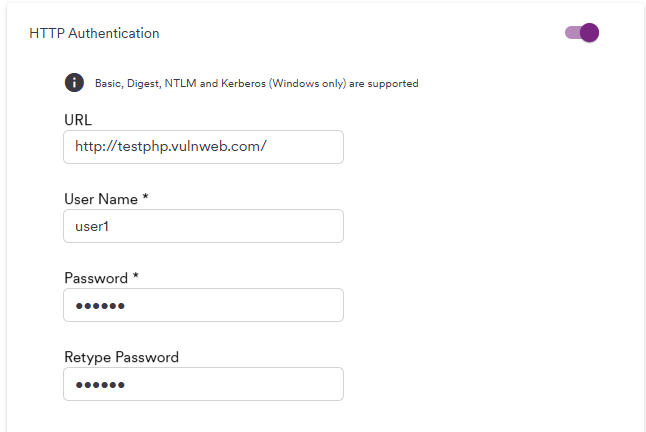 HTTP Authentication
Basic, Digest, NTLM and Kerberos (Windows only) are supported
URL
http://testphp.vulnweb.com/
User Name *
user1
Password *
●●●●●●
Retype Password
●●●●●●